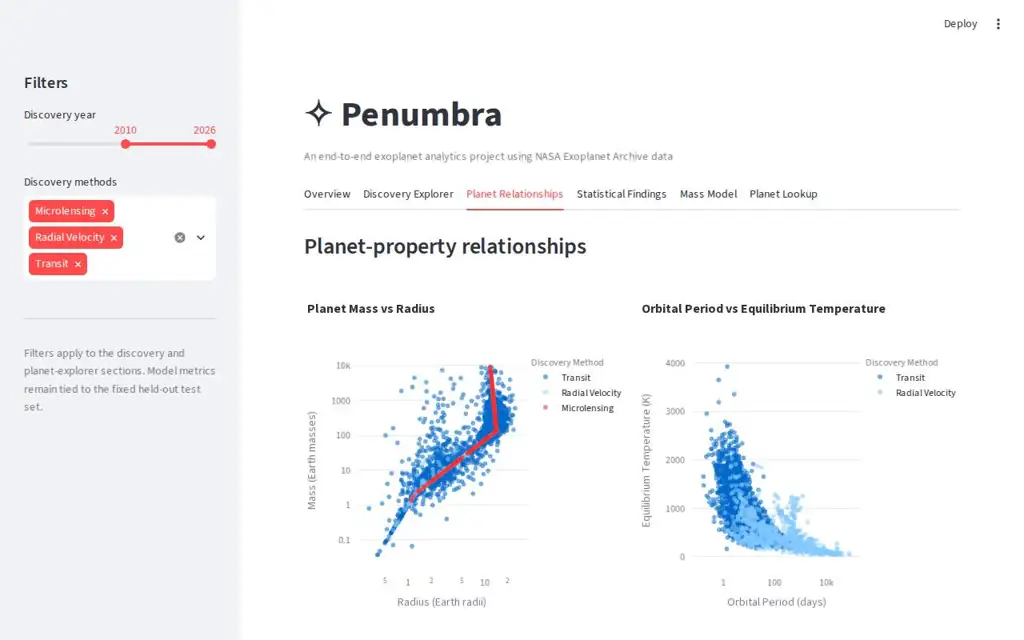 Deploy
Filters
Discovery year
2010 2026
Discovery methods
Microlensing ×
Radial Velocity ×
Transit ×
Filters apply to the discovery and
planet-explorer sections. Model metrics
remain tied to the fixed held-out test
set.
Penumbra
An end-to-end exoplanet analytics project using NASA Exoplanet Archive data
Overview Discovery Explorer Planet Relationships Statistical Findings Mass Model Planet Lookup
Planet-property relationships
Planet Mass vs Radius
Discovery Method
Transit
Radial Velocity
Microlensing
Mass (Earth masses)
10k
1000
100
10
1
0.1
5 1 2 5 10 2
Radius (Earth radii)
Orbital Period vs Equilibrium Temperature
Discovery Method
Transit
Radial Velocity
Equilibrium Temperature (K)
4000
3000
2000
1000
0
1 100 10k
Orbital Period (days)